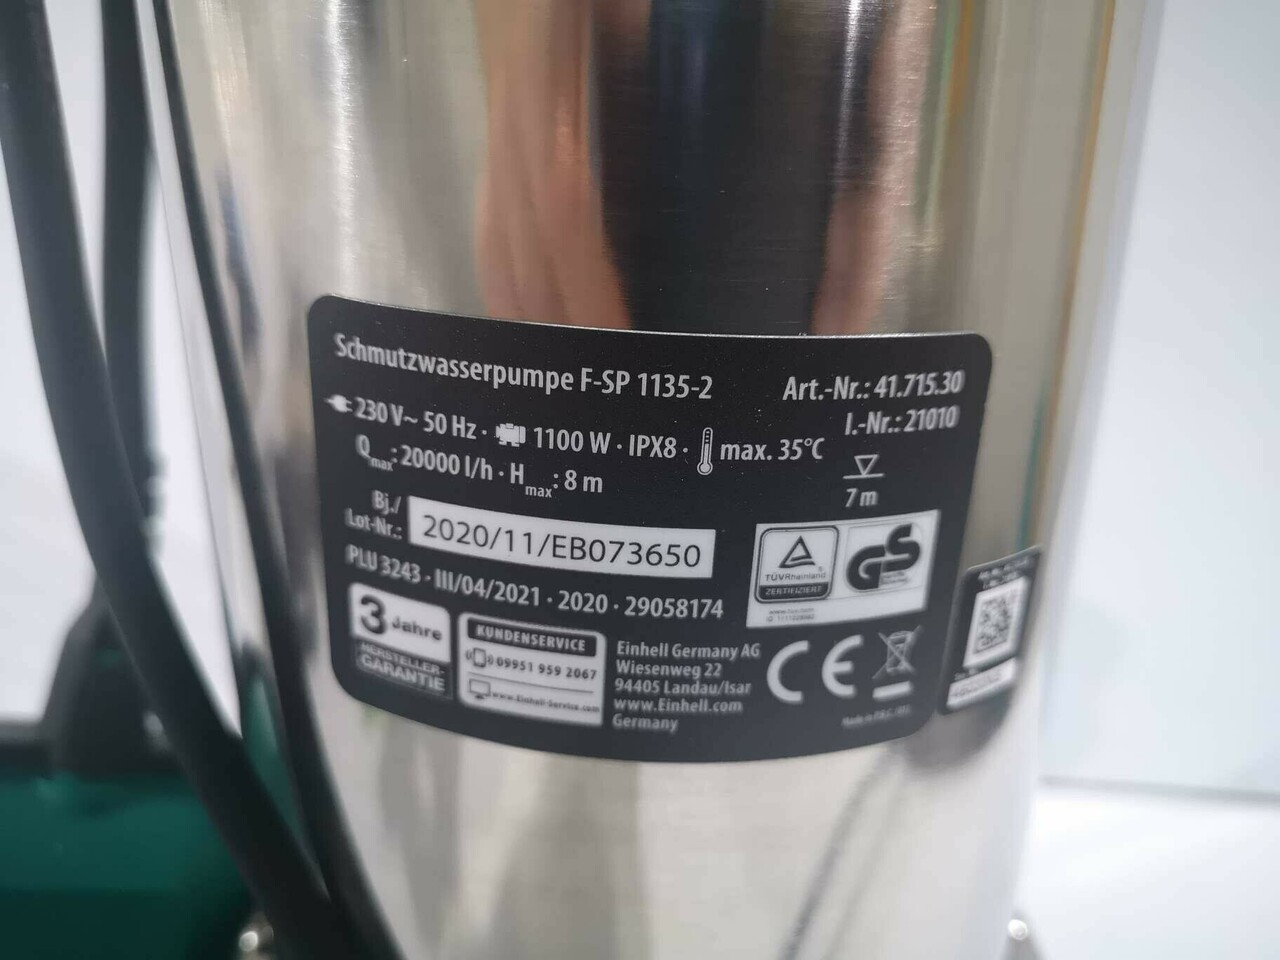 Schmutzwasserpumpe F-SP 1135-2
Art.-Nr.: 41.715.30
I.-Nr.: 21010
230 V~ 50 Hz · 1100 W · IPX8 · max. 35°C
Qmax: 20000 l/h · Hmax: 8 m
7 m
Bj./
Lot-Nr.: 2020/11/EB073650
PLU 3243 · III/04/2021 · 2020 · 29058174
TÜVRheinland
ZERTIFIZIERT
GS
3 Jahre
HERSTELLER-
GARANTIE
KUNDENSERVICE
09951 959 2067
www.Einhell-Service.com
Einhell Germany AG
Wiesenweg 22
94405 Landau/Isar
www.Einhell.com
Germany
CE